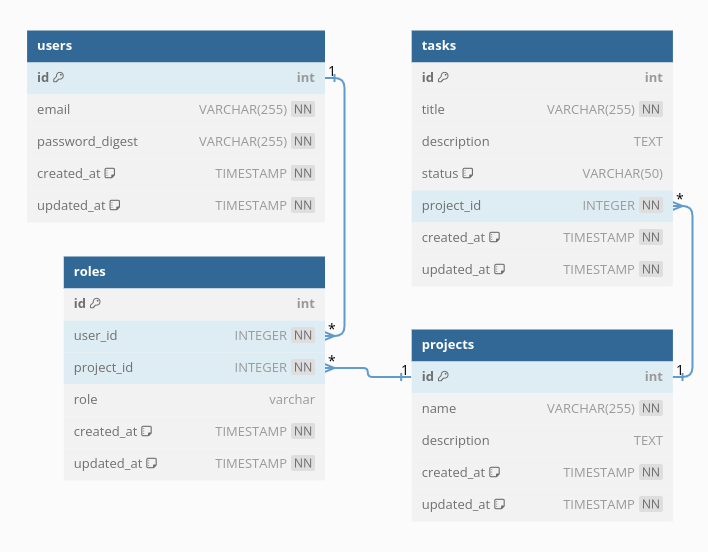 users
id int
email VARCHAR(255) NN
password_digest VARCHAR(255) NN
created_at TIMESTAMP NN
updated_at TIMESTAMP NN
1
*
roles
id int
user_id INTEGER NN
project_id INTEGER NN
role varchar
created_at TIMESTAMP NN
updated_at TIMESTAMP NN
*
1
tasks
id int
title VARCHAR(255) NN
description TEXT
status VARCHAR(50)
project_id INTEGER NN
created_at TIMESTAMP NN
updated_at TIMESTAMP NN
*
1
projects
id int
name VARCHAR(255) NN
description TEXT
created_at TIMESTAMP NN
updated_at TIMESTAMP NN